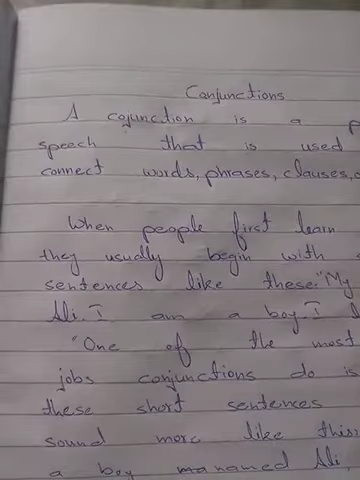 Conjunctions
A cojunction is a p
speech" that is used
connect words, phrases, clauses, o
When people first learn
they usually begin with
sentences like these:"My
Ali. I am a boy. I l
"One of the most
jobs conjunctions do is
these short sentences
sound more like this:
a boy manamed Ali,